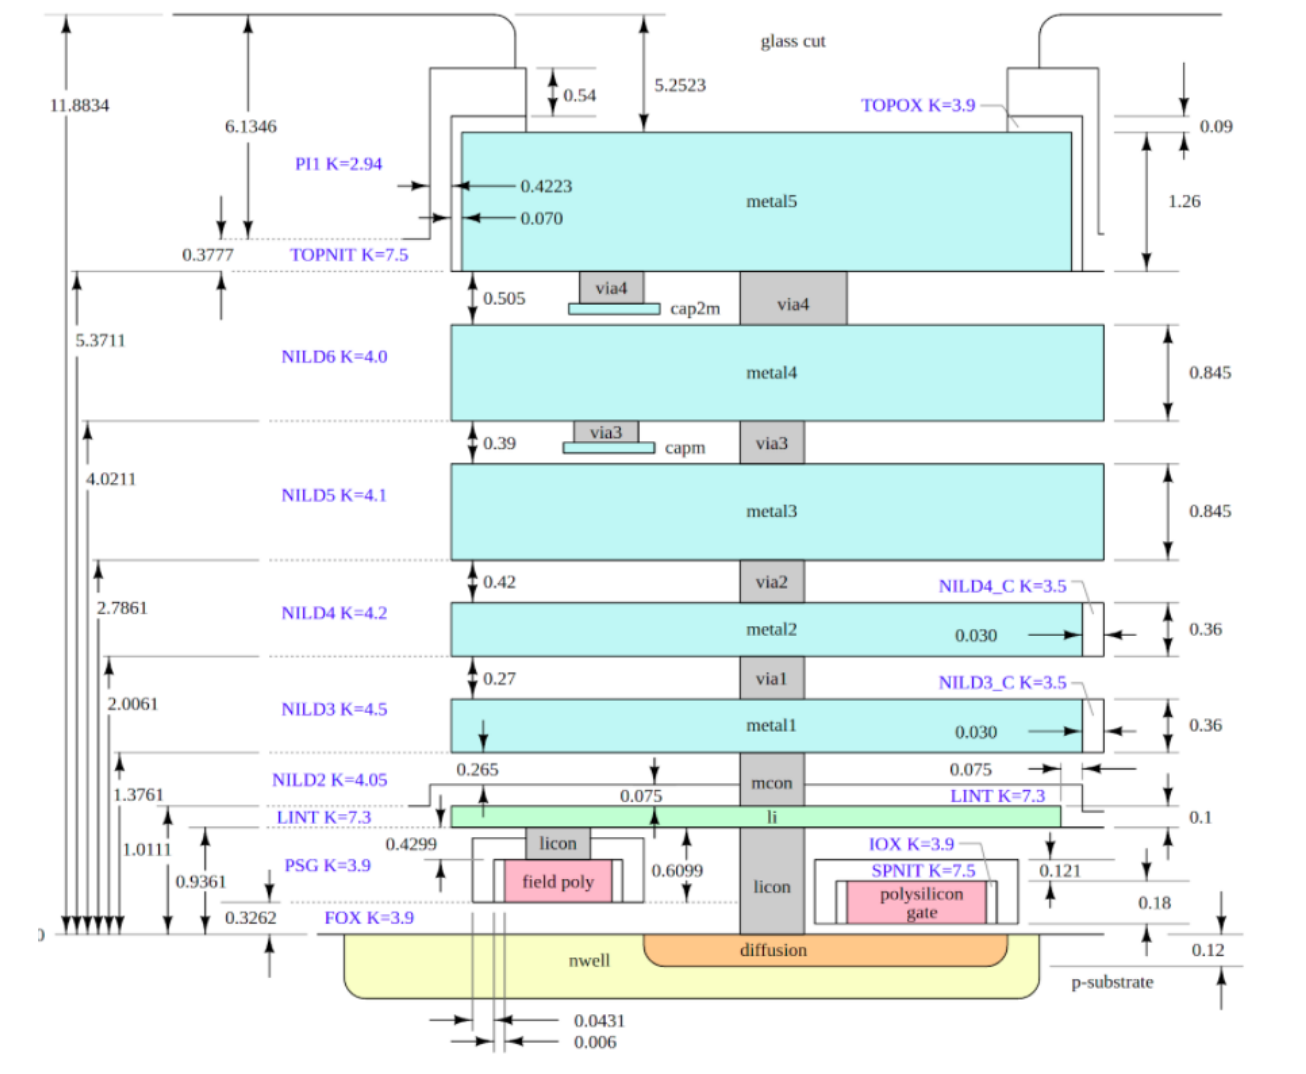 glass cut
11.8834
0.54
5.2523
TOPOX K=3.9
6.1346
0.09
PI1 K=2.94
0.4223
metal5
1.26
0.070
0.3777
TOPNIT K=7.5
0.505
via4
via4
cap2m
5.3711
NILD6 K=4.0
metal4
0.845
via3
0.39
via3
capm
4.0211
NILD5 K=4.1
metal3
0.845
0.42
via2
NILD4_C K=3.5
2.7861
NILD4 K=4.2
metal2
0.030
0.36
0.27
via1
NILD3_C K=3.5
2.0061
NILD3 K=4.5
metal1
0.030
0.36
0.265
0.075
NILD2 K=4.05
mcon
1.3761
0.075
LINT K=7.3
LINT K=7.3
li
0.1
0.4299
licon
IOX K=3.9
1.0111
PSG K=3.9
0.6099
SPNIT K=7.5
0.121
0.9361
field poly
licon
polysilicon
gate
0.18
0.3262
FOX K=3.9
0
diffusion
0.12
nwell
p-substrate
0.0431
0.006